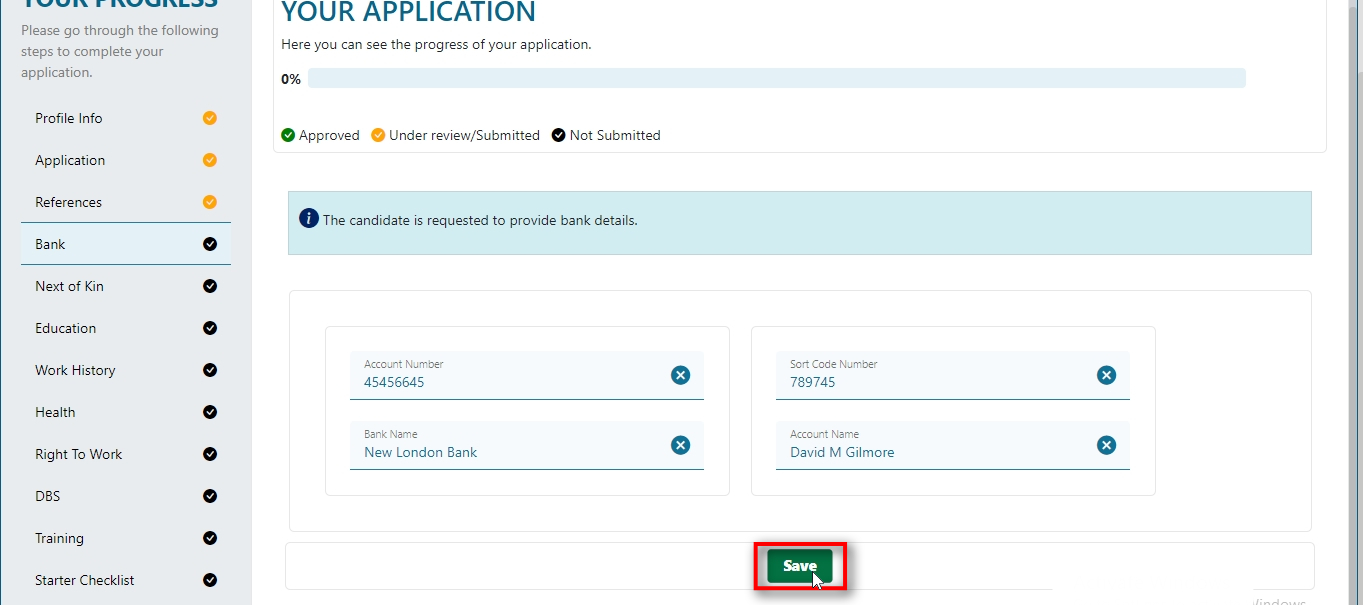 YOUR PROGRESS
Please go through the following
steps to complete your
application.
Profile Info
Application
References
Bank
Next of Kin
Education
Work History
Health
Right To Work
DBS
Training
Starter Checklist
YOUR APPLICATION
Here you can see the progress of your application.
0%
Approved Under review/Submitted Not Submitted
i The candidate is requested to provide bank details.
Account Number
45456645
Sort Code Number
789745
Bank Name
New London Bank
Account Name
David M Gilmore
Save